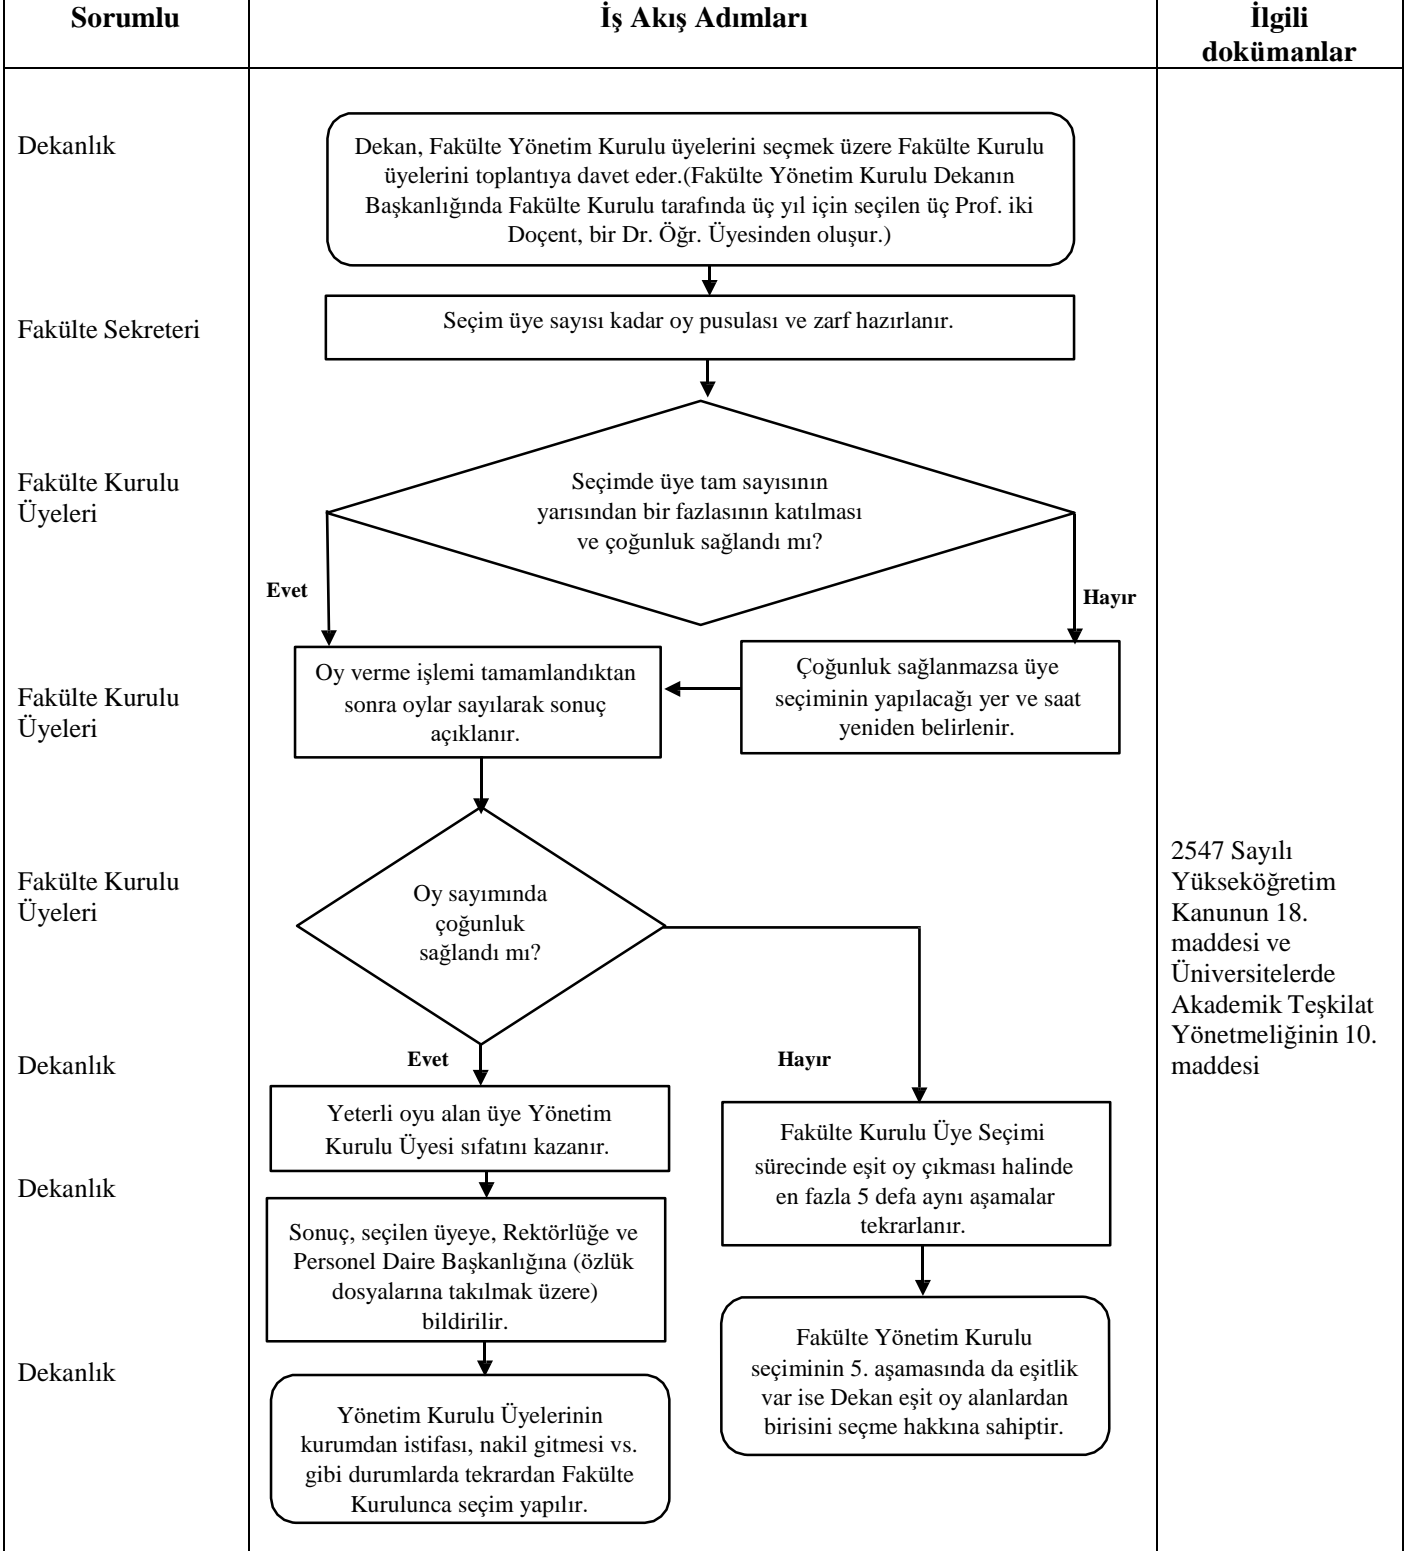 Sorumlu
İş Akış Adımları
İlgili
dokümanlar
Dekanlık
Dekan, Fakülte Yönetim Kurulu üyelerini seçmek üzere Fakülte Kurulu
üyelerini toplantıya davet eder.(Fakülte Yönetim Kurulu Dekanın
Başkanlığında Fakülte Kurulu tarafında üç yıl için seçilen üç Prof. iki
Doçent, bir Dr. Öğr. Üyesinden oluşur.)
Fakülte Sekreteri
Seçim üye sayısı kadar oy pusulası ve zarf hazırlanır.
Fakülte Kurulu
Üyeleri
Seçimde üye tam sayısının
yarısından bir fazlasının katılması
ve çoğunluk sağlandı mı?
Evet
Hayır
Fakülte Kurulu
Üyeleri
Oy verme işlemi tamamlandıktan
sonra oylar sayılarak sonuç
açıklanır.
Çoğunluk sağlanmazsa üye
seçiminin yapılacağı yer ve saat
yeniden belirlenir.
Fakülte Kurulu
Üyeleri
Oy sayımında
çoğunluk
sağlandı mı?
2547 Sayılı
Yükseköğretim
Kanunun 18.
maddesi ve
Üniversitelerde
Akademik Teşkilat
Yönetmeliğinin 10.
maddesi
Dekanlık
Evet
Hayır
Yeterli oyu alan üye Yönetim
Kurulu Üyesi sıfatını kazanır.
Fakülte Kurulu Üye Seçimi
sürecinde eşit oy çıkması halinde
en fazla 5 defa aynı aşamalar
tekrarlanır.
Dekanlık
Sonuç, seçilen üyeye, Rektörlüğe ve
Personel Daire Başkanlığına (özlük
dosyalarına takılmak üzere)
bildirilir.
Fakülte Yönetim Kurulu
seçiminin 5. aşamasında da eşitlik
var ise Dekan eşit oy alanlardan
birisini seçme hakkına sahiptir.
Dekanlık
Yönetim Kurulu Üyelerinin
kurumdan istifası, nakil gitmesi vs.
gibi durumlarda tekrardan Fakülte
Kurulunca seçim yapılır.